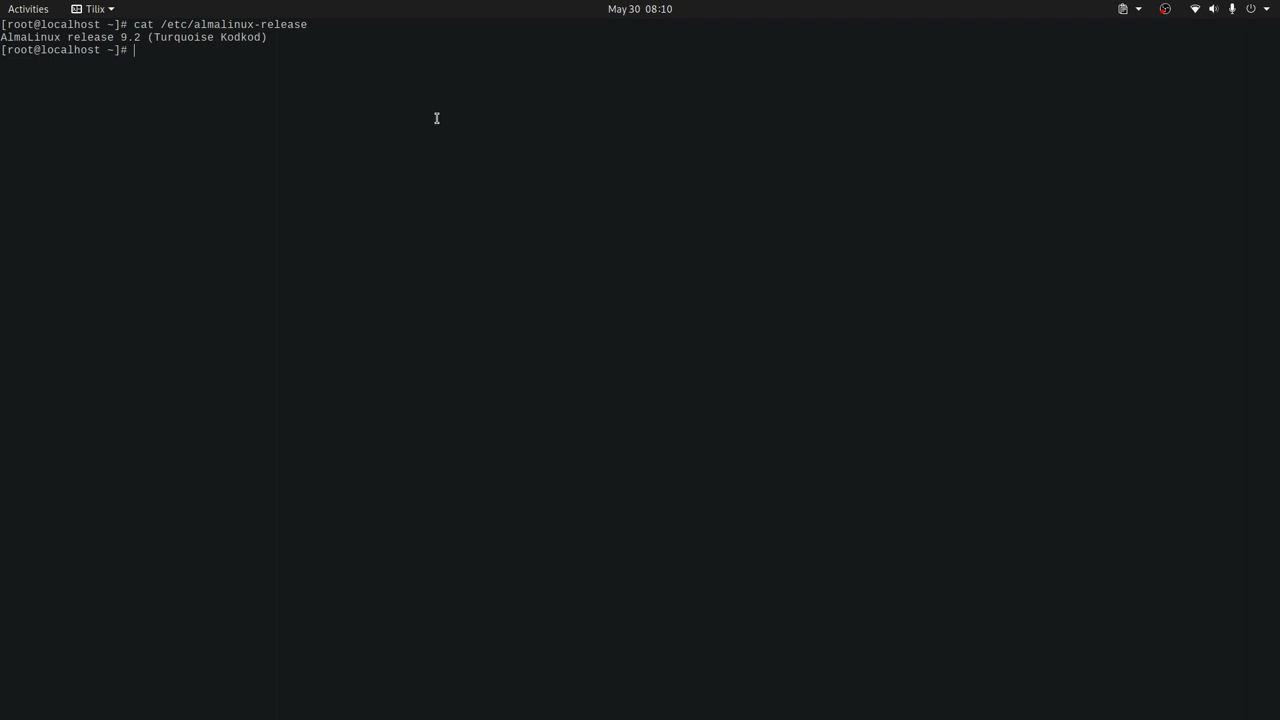 Activities Tilix May 30 08:10
[root@localhost ~]# cat /etc/almalinux-release
AlmaLinux release 9.2 (Turquoise Kodkod)
[root@localhost ~]#